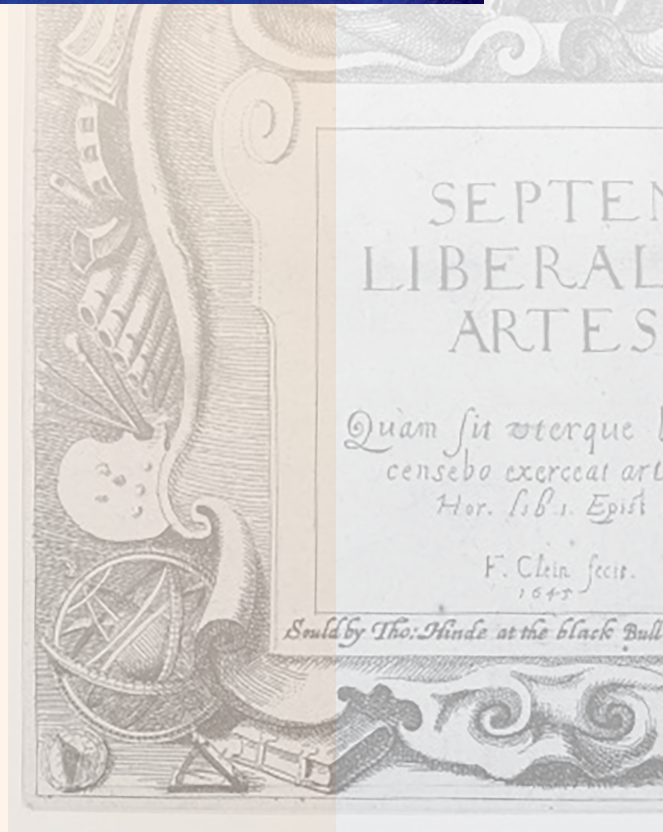 SEPTEM
LIBERAL
ARTES
Quam sit vterque l
censebo exerceat art
Hor. lib. 1. Epist
F. Clein fecit.
1645
Sould by Tho: Hinde at the black Bull